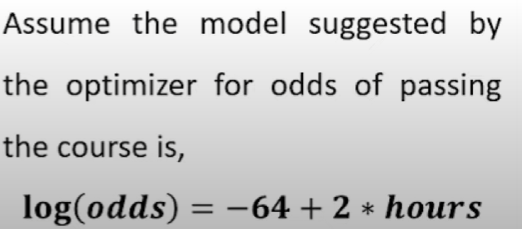 Assume the model suggested by
the optimizer for odds of passing
the course is,
log(odds) = −64 + 2 ∗ hours